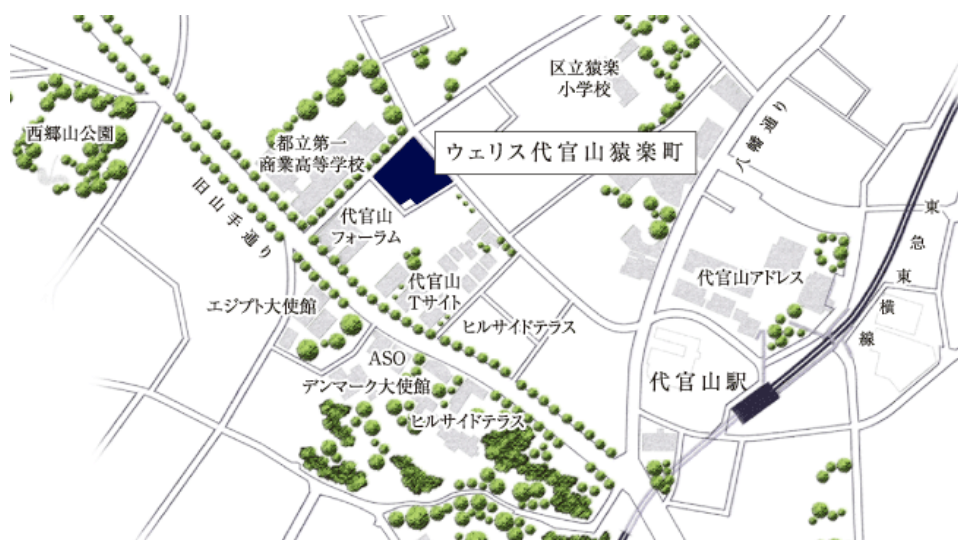 区立猿楽
小学校
八幡通り
西郷山公園
都立第一
商業高等学校
ウェリス代官山猿楽町
旧山手通り
代官山
フォーラム
東急東横線
代官山アドレス
代官山
Tサイト
エジプト大使館
ヒルサイドテラス
ASO
デンマーク大使館
代官山駅
ヒルサイドテラス